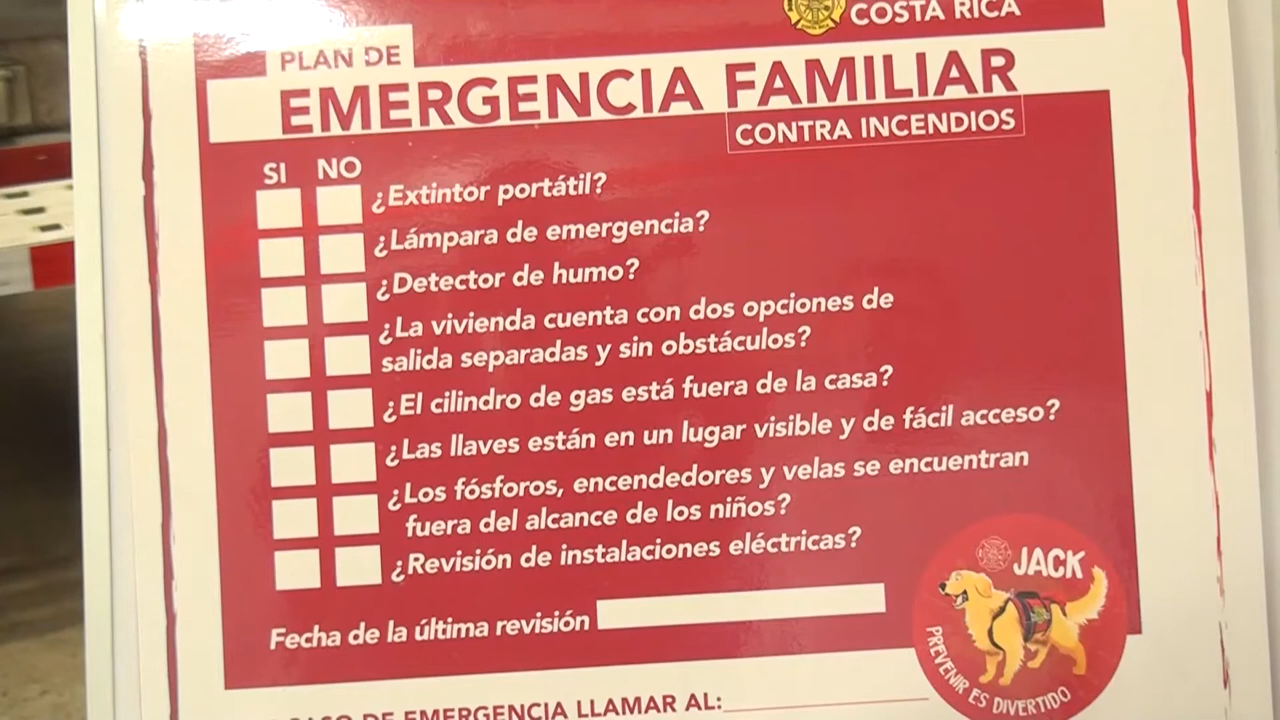 COSTA RICA
PLAN DE
EMERGENCIA FAMILIAR
CONTRA INCENDIOS
SI NO
¿Extintor portátil?
¿Lámpara de emergencia?
¿Detector de humo?
¿La vivienda cuenta con dos opciones de
salida separadas y sin obstáculos?
¿El cilindro de gas está fuera de la casa?
¿Las llaves están en un lugar visible y de fácil acceso?
¿Los fósforos, encendedores y velas se encuentran
fuera del alcance de los niños?
¿Revisión de instalaciones eléctricas?
Fecha de la última revisión
JACK
PREVENIR ES DIVERTIDO
DE EMERGENCIA LLAMAR AL: